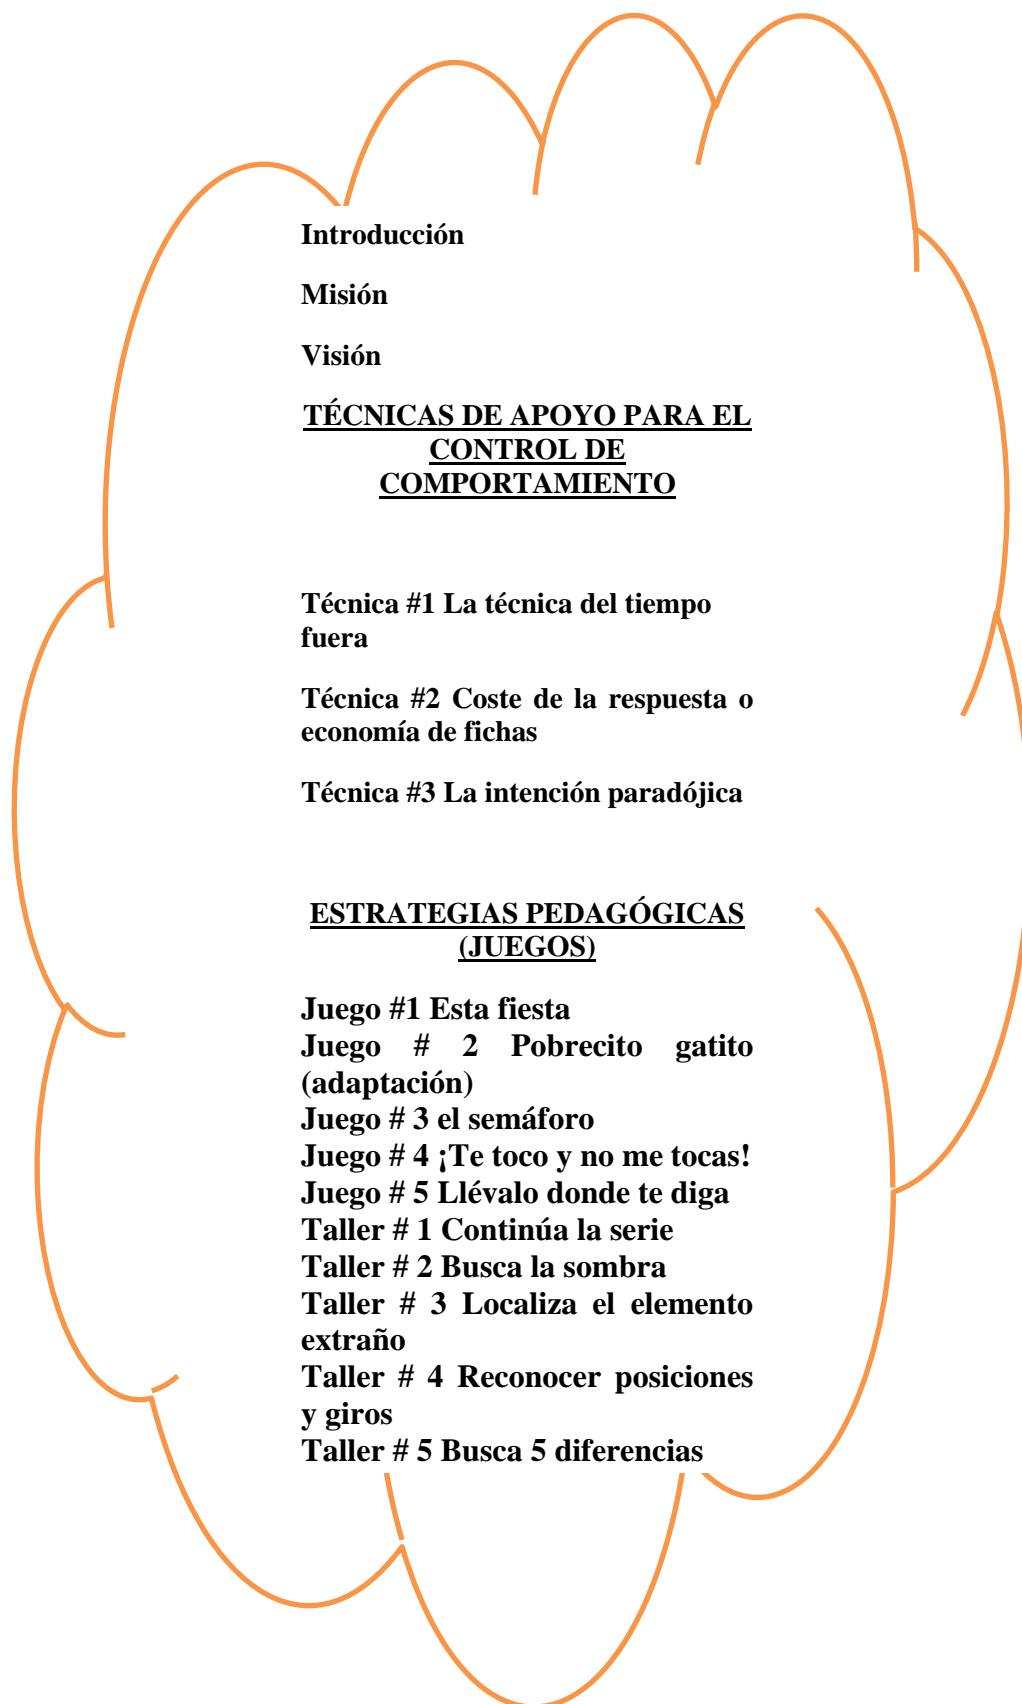 Introducción
Misión
Visión
TÉCNICAS DE APOYO PARA EL
CONTROL DE
COMPORTAMIENTO
Técnica #1 La técnica del tiempo
fuera
Técnica #2 Coste de la respuesta o
economía de fichas
Técnica #3 La intención paradójica
ESTRATEGIAS PEDAGÓGICAS
(JUEGOS)
Juego #1 Esta fiesta
Juego # 2 Pobrecito gatito
(adaptación)
Juego # 3 el semáforo
Juego # 4 ¡Te toco y no me tocas!
Juego # 5 Llévalo donde te diga
Taller # 1 Continúa la serie
Taller # 2 Busca la sombra
Taller # 3 Localiza el elemento
extraño
Taller # 4 Reconocer posiciones
y giros
Taller # 5 Busca 5 diferencias